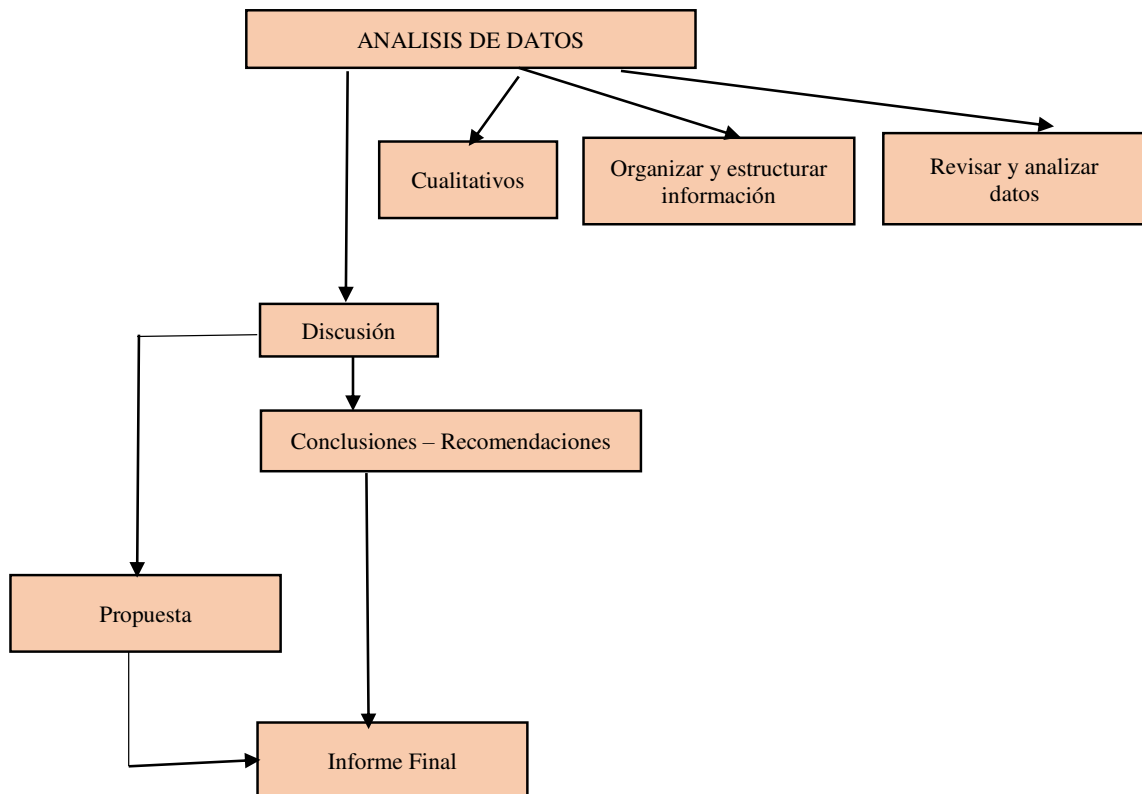 ANALISIS DE DATOS
Cualitativos
Organizar y estructurar
información
Revisar y analizar
datos
Discusión
Conclusiones – Recomendaciones
Propuesta
Informe Final